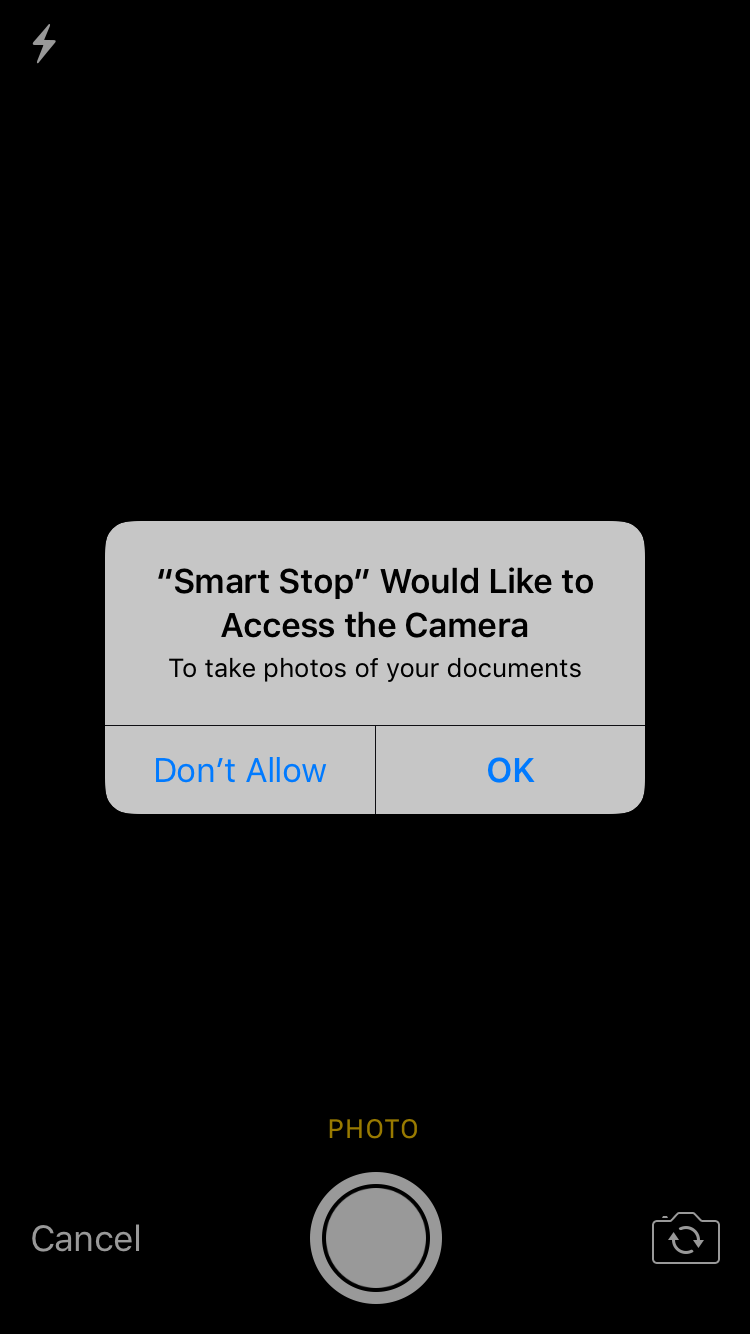 “Smart Stop” Would Like to
Access the Camera
To take photos of your documents
Don’t Allow
OK
PHOTO
Cancel